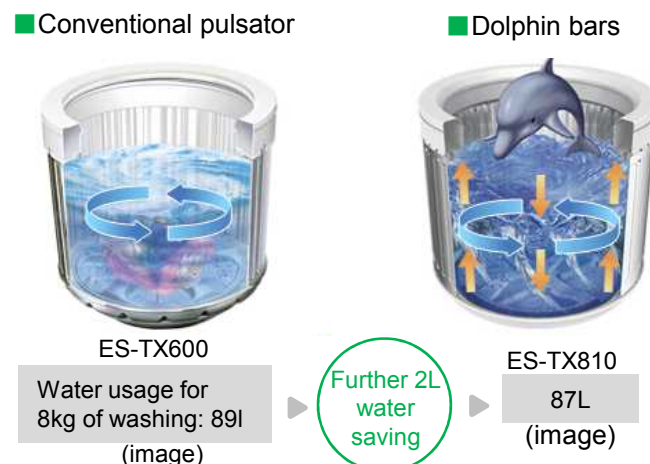 Conventional pulsator
Dolphin bars
ES-TX600
Water usage for
8kg of washing: 89l
(image)
Further 2L
water
saving
ES-TX810
87L
(image)